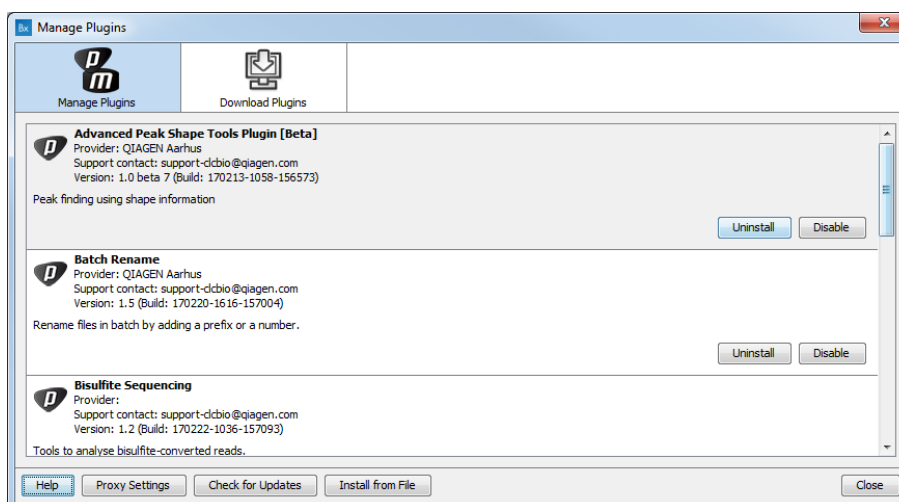 Bx Manage Plugins
x
p
m
Manage Plugins
Download Plugins
p
Advanced Peak Shape Tools Plugin [Beta]
Provider: QIAGEN Aarhus
Support contact: support-clcbio@qiagen.com
Version: 1.0 beta 7 (Build: 170213-1058-156573)
Peak finding using shape information
Uninstall Disable
p
Batch Rename
Provider: QIAGEN Aarhus
Support contact: support-clcbio@qiagen.com
Version: 1.5 (Build: 170220-1616-157004)
Rename files in batch by adding a prefix or a number.
Uninstall Disable
p
Bisulfite Sequencing
Provider:
Support contact: support-clcbio@qiagen.com
Version: 1.2 (Build: 170222-1036-157093)
Tools to analyse bisulfite-converted reads.
Help Proxy Settings Check for Updates Install from File Close